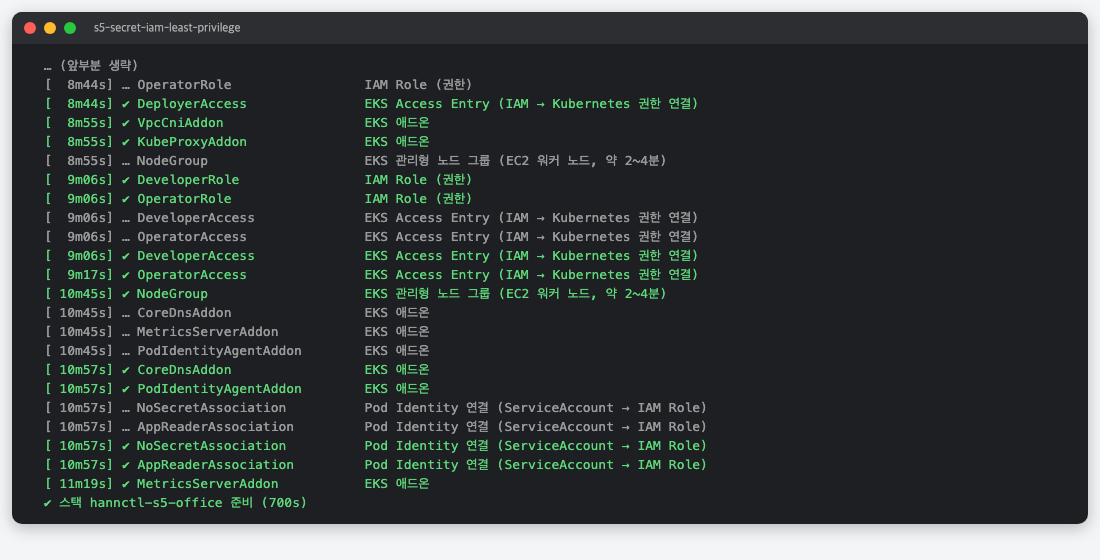 s5-secret-iam-least-privilege
… (앞부분 생략)
[  8m44s] … OperatorRole IAM Role (권한)
[  8m44s] ✔ DeployerAccess EKS Access Entry (IAM → Kubernetes 권한 연결)
[  8m55s] ✔ VpcCniAddon EKS 애드온
[  8m55s] ✔ KubeProxyAddon EKS 애드온
[  8m55s] … NodeGroup EKS 관리형 노드 그룹 (EC2 워커 노드, 약 2~4분)
[  9m06s] ✔ DeveloperRole IAM Role (권한)
[  9m06s] ✔ OperatorRole IAM Role (권한)
[  9m06s] … DeveloperAccess EKS Access Entry (IAM → Kubernetes 권한 연결)
[  9m06s] … OperatorAccess EKS Access Entry (IAM → Kubernetes 권한 연결)
[  9m06s] ✔ DeveloperAccess EKS Access Entry (IAM → Kubernetes 권한 연결)
[  9m17s] ✔ OperatorAccess EKS Access Entry (IAM → Kubernetes 권한 연결)
[ 10m45s] ✔ NodeGroup EKS 관리형 노드 그룹 (EC2 워커 노드, 약 2~4분)
[ 10m45s] … CoreDnsAddon EKS 애드온
[ 10m45s] … MetricsServerAddon EKS 애드온
[ 10m45s] … PodIdentityAgentAddon EKS 애드온
[ 10m57s] ✔ CoreDnsAddon EKS 애드온
[ 10m57s] ✔ PodIdentityAgentAddon EKS 애드온
[ 10m57s] … NoSecretAssociation Pod Identity 연결 (ServiceAccount → IAM Role)
[ 10m57s] … AppReaderAssociation Pod Identity 연결 (ServiceAccount → IAM Role)
[ 10m57s] ✔ NoSecretAssociation Pod Identity 연결 (ServiceAccount → IAM Role)
[ 10m57s] ✔ AppReaderAssociation Pod Identity 연결 (ServiceAccount → IAM Role)
[ 11m19s] ✔ MetricsServerAddon EKS 애드온
✔ 스택 hannctl-s5-office 준비 (700s)